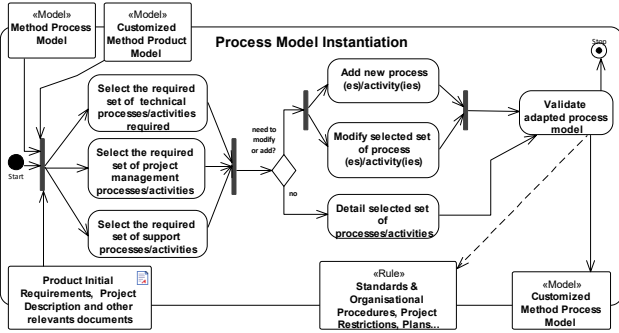 «Model»
Method Process
Model
«Model»
Customized
Method Product
Model
Process Model Instantiation
Stop
Select the required
set of technical
processes/activities
required
Select the required
set of project
management
processes/activities
Select the required
set of support
processes/activities
Start
need to
modify
or add?
no
Add new process
(es)/activity(ies)
Modify selected set
of process
(es)/activity(ies)
Detail selected set
of
processes/activities
Validate
adapted process
model
Product Initial
Requirements, Project
Description and other
relevants documents
«Rule»
Standards &
Organisational
Procedures, Project
Restrictions, Plans...
«Model»
Customized
Method Process
Model